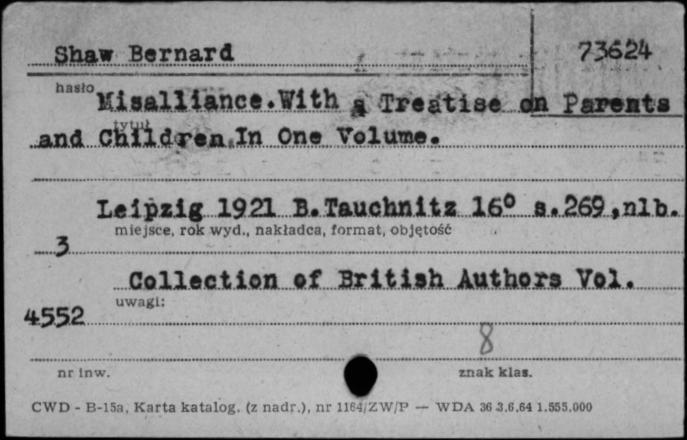 Shaw Bernard 73624
hasło
Misalliance.With a Treatise on Parents
tytuł
and Children.In One Volume.
Leipzig 1921 B.Tauchnitz 16° s.269,nlb.
miejsce, rok wyd., nakładca, format, objętość
3
Collection of British Authors Vol.
uwagi:
4552
8
nr inw. znak klas.
CWD - B-15a, Karta katalog. (z nadr.), nr 1164/ZW/P — WDA 36 3.6.64 1.555.000